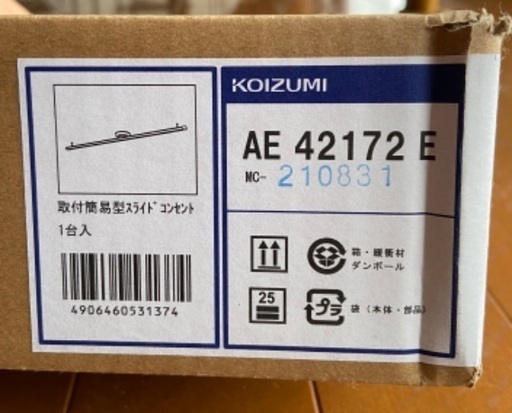 KOIZUMI
AE 42172 E
MC- 210831
取付簡易型ｽﾗｲﾄﾞｺﾝｾﾝﾄ
1台入
4906460531374
箱・緩衝材
ダンボール
25
プラ
袋（本体・部品）